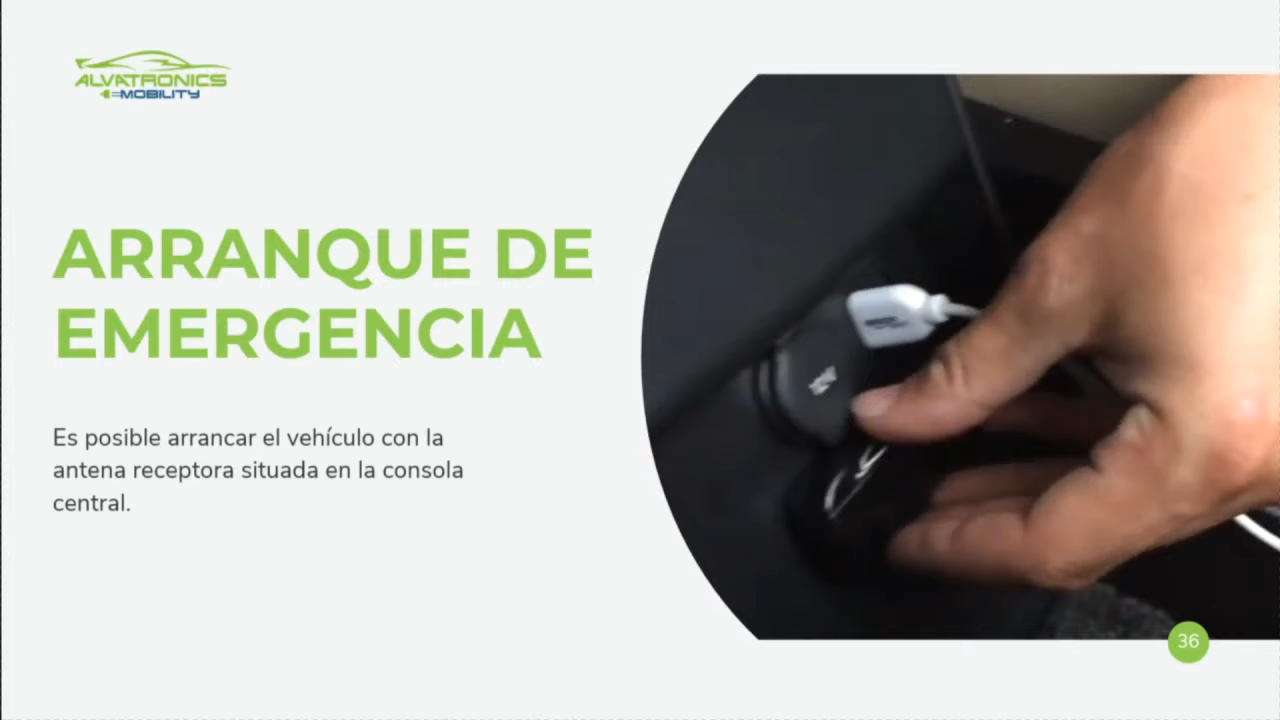 ALVATRONICS
MOBILITY
ARRANQUE DE
EMERGENCIA
Es posible arrancar el vehículo con la
antena receptora situada en la consola
central.
36